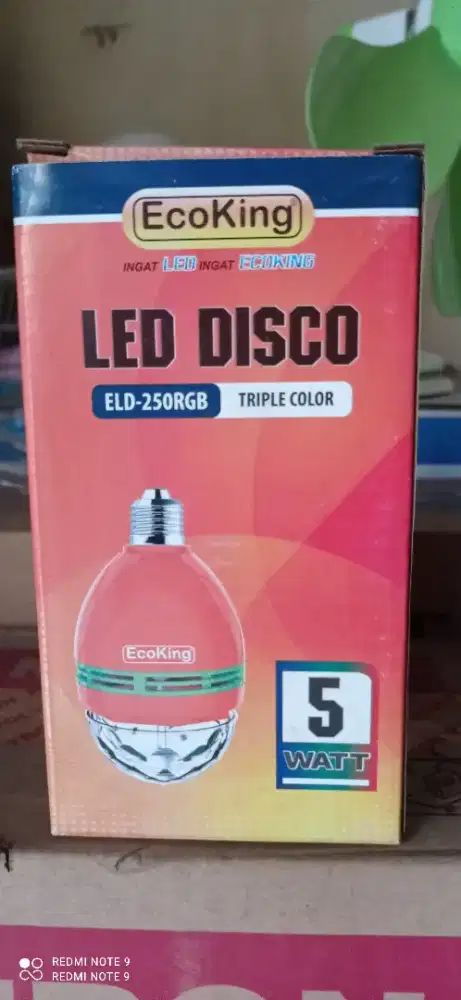 EcoKing
INGAT LED INGAT ECOKING
LED DISCO
ELD-250RGB TRIPLE COLOR
EcoKing
5
WATT
REDMI NOTE 9
REDMI NOTE 9